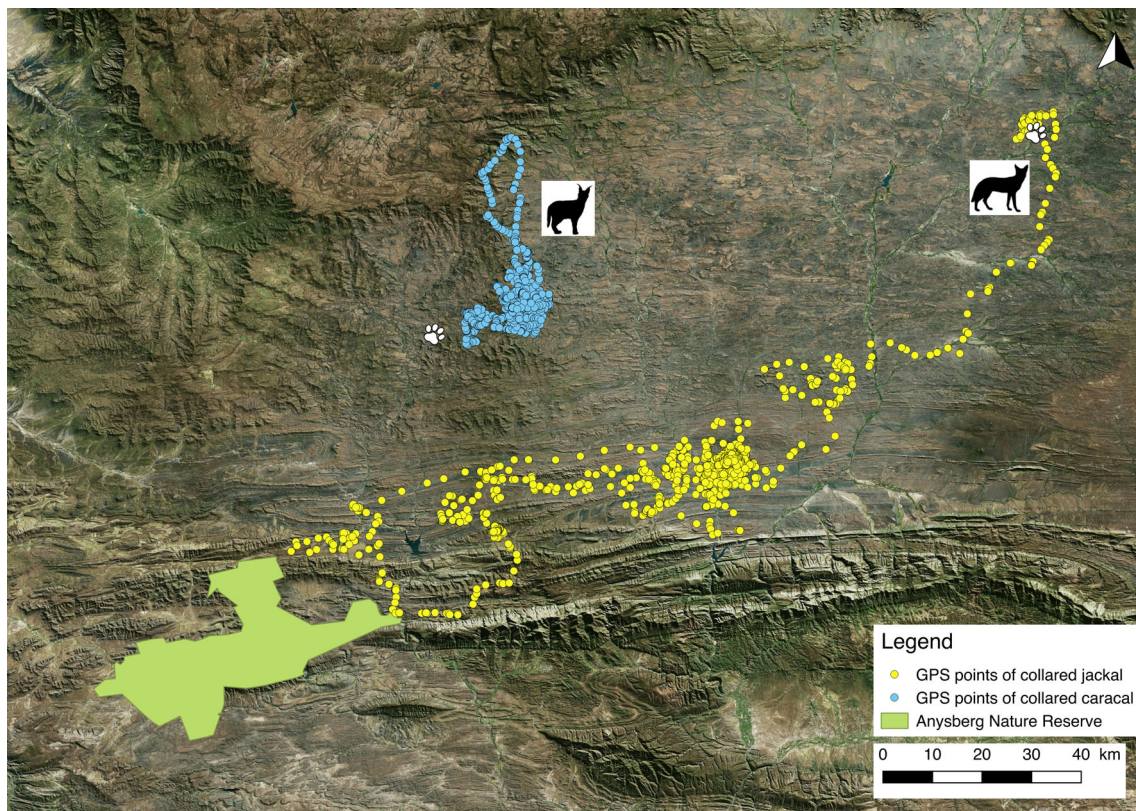 Legend
GPS points of collared jackal
GPS points of collared caracal
Anysberg Nature Reserve
0 10 20 30 40 km